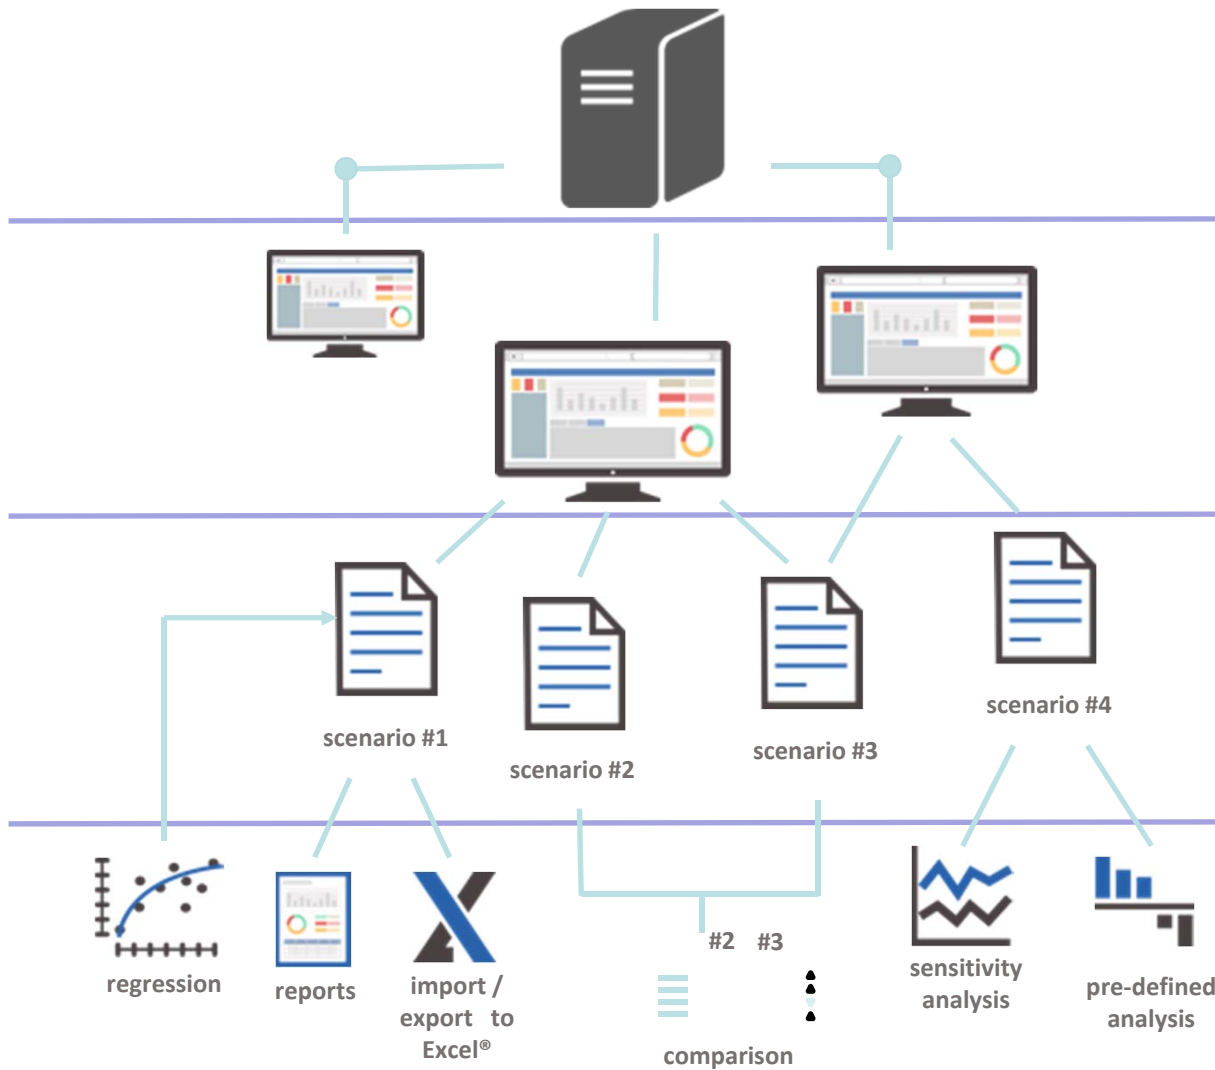 scenario #1
scenario #2
scenario #3
scenario #4
regression
reports
import /
export to
Excel®
#2 #3
comparison
sensitivity
analysis
pre-defined
analysis